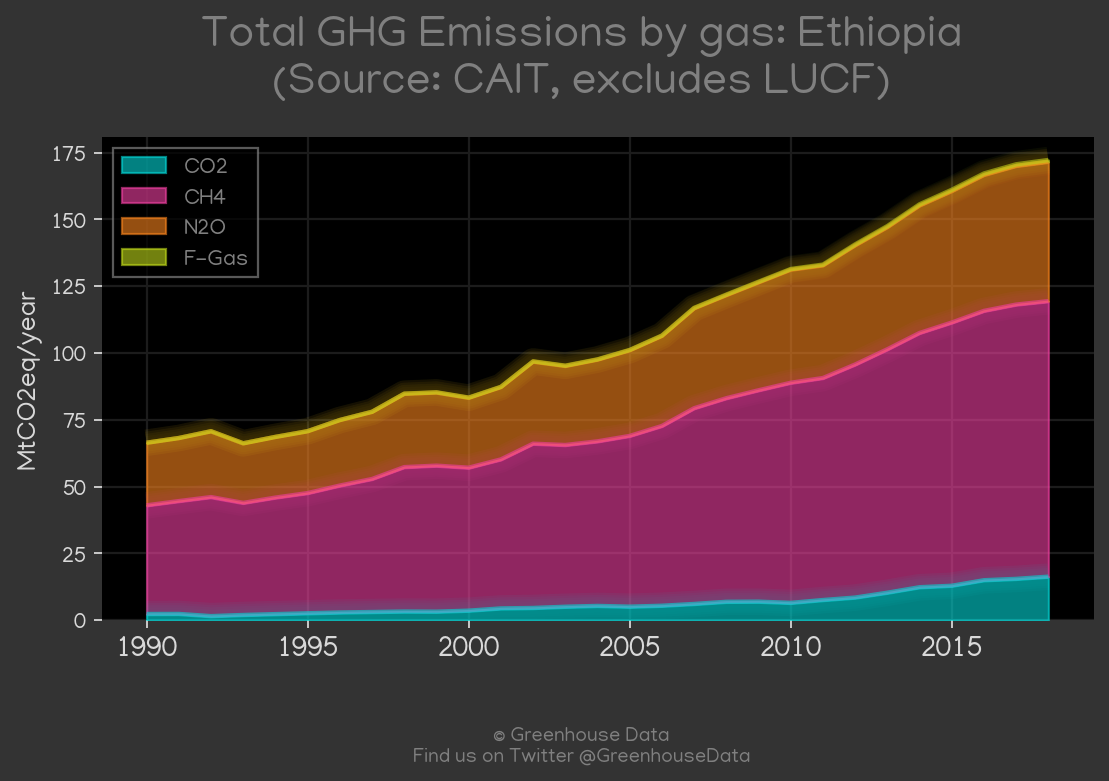 Total GHG Emissions by gas: Ethiopia
(Source: CAIT, excludes LUCF)
MtCO2eq/year
175
150
125
100
75
50
25
0
CO2
CH4
N2O
F-Gas
1990 1995 2000 2005 2010 2015
© Greenhouse Data
Find us on Twitter @GreenhouseData